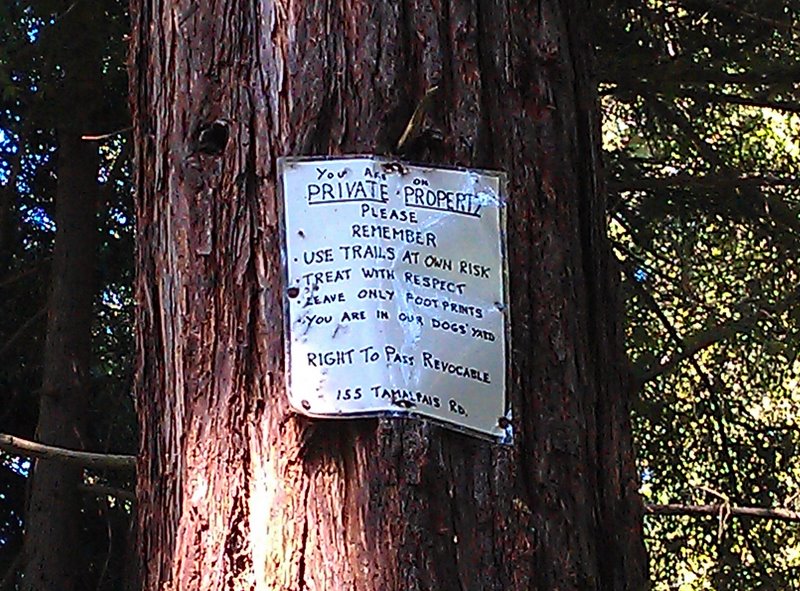 YOU ARE ON
PRIVATE PROPERTY
PLEASE
REMEMBER
· USE TRAILS AT OWN RISK
· TREAT WITH RESPECT
· LEAVE ONLY FOOTPRINTS
· YOU ARE IN OUR DOGS' YARD
RIGHT TO PASS REVOCABLE
155 TAMALPAIS RD.